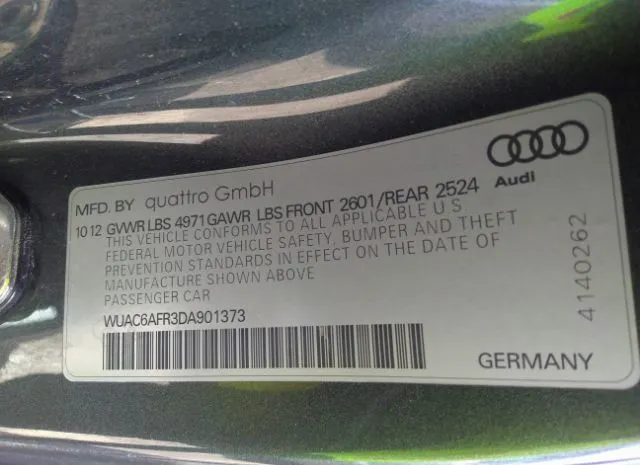 Audi
MFD. BY quattro GmbH
10 12 GVWR LBS 4971 GAWR LBS FRONT 2601/REAR 2524
THIS VEHICLE CONFORMS TO ALL APPLICABLE U.S.
FEDERAL MOTOR VEHICLE SAFETY, BUMPER AND THEFT
PREVENTION STANDARDS IN EFFECT ON THE DATE OF
MANUFACTURE SHOWN ABOVE
PASSENGER CAR
WUAC6AFR3DA901373
4140262
GERMANY